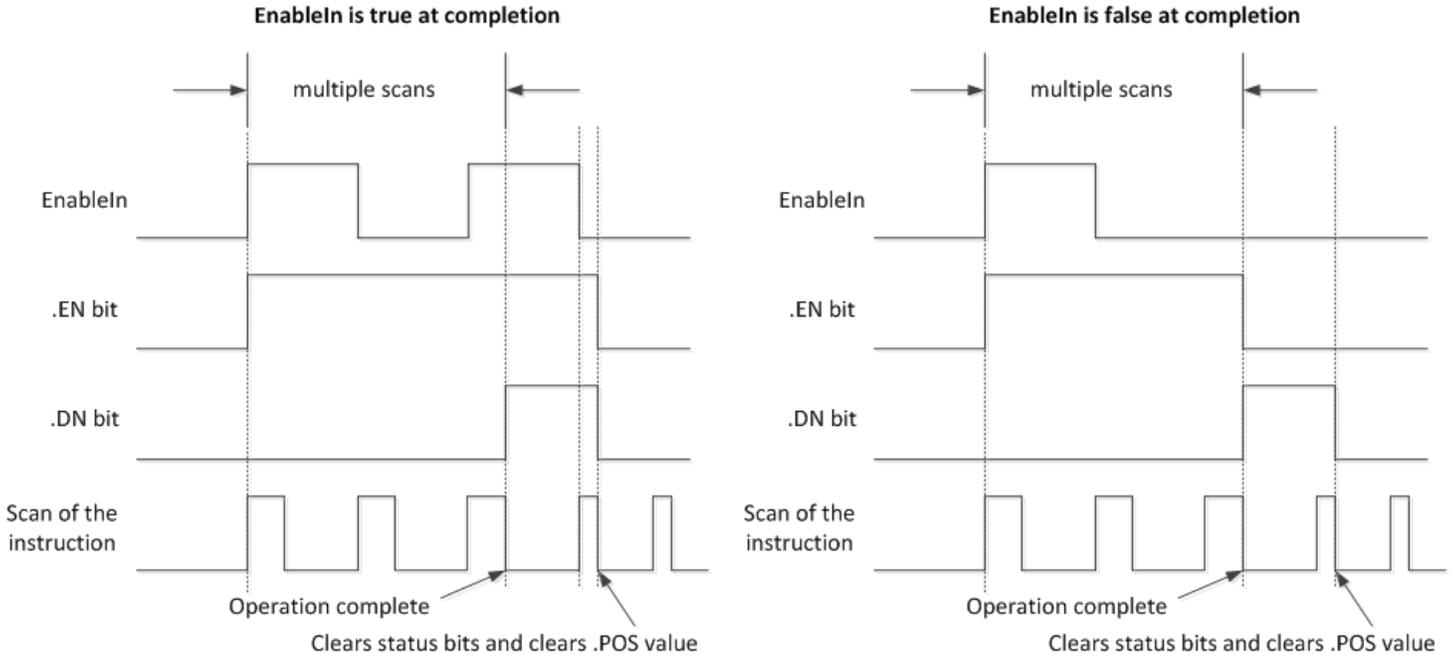 EnableIn is true at completion
multiple scans
EnableIn
.EN bit
.DN bit
Scan of the
instruction
Operation complete
Clears status bits and clears .POS value
EnableIn is false at completion
multiple scans
EnableIn
.EN bit
.DN bit
Scan of the
instruction
Operation complete
Clears status bits and clears .POS value